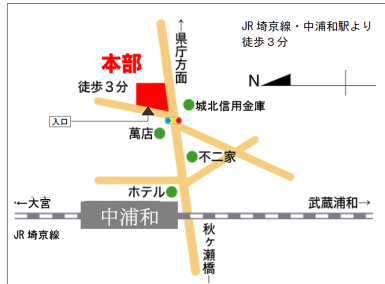 JR 埼京線・中浦和駅より
徒歩３分
←県庁方面
本部
徒歩３分
N
城北信用金庫
入口
萬店
不二家
ホテル
←大宮
中浦和
武蔵浦和→
JR 埼京線
秋ヶ瀬橋→